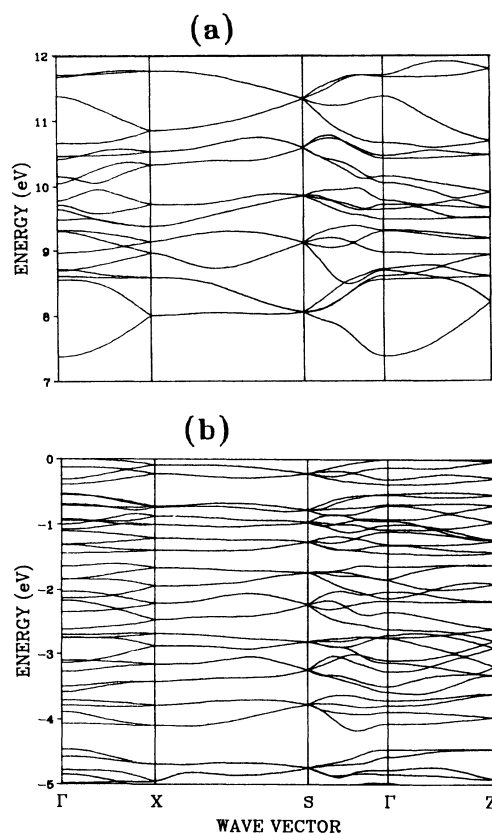 (a)
12
11
10
9
8
7
ENERGY (eV)
(b)
0
-1
-2
-3
-4
-5
ENERGY (eV)
Γ X S Γ Z
WAVE VECTOR